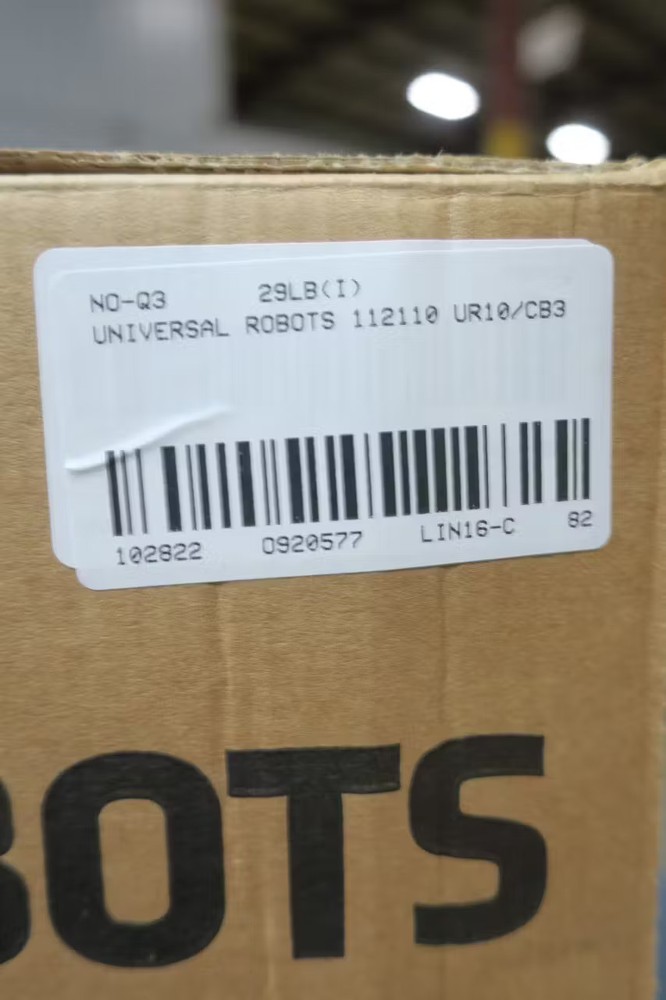 NO-Q3 29LB(I)
UNIVERSAL ROBOTS 112110 UR10/CB3
102822 0920577 LIN16-C 82
BOTS